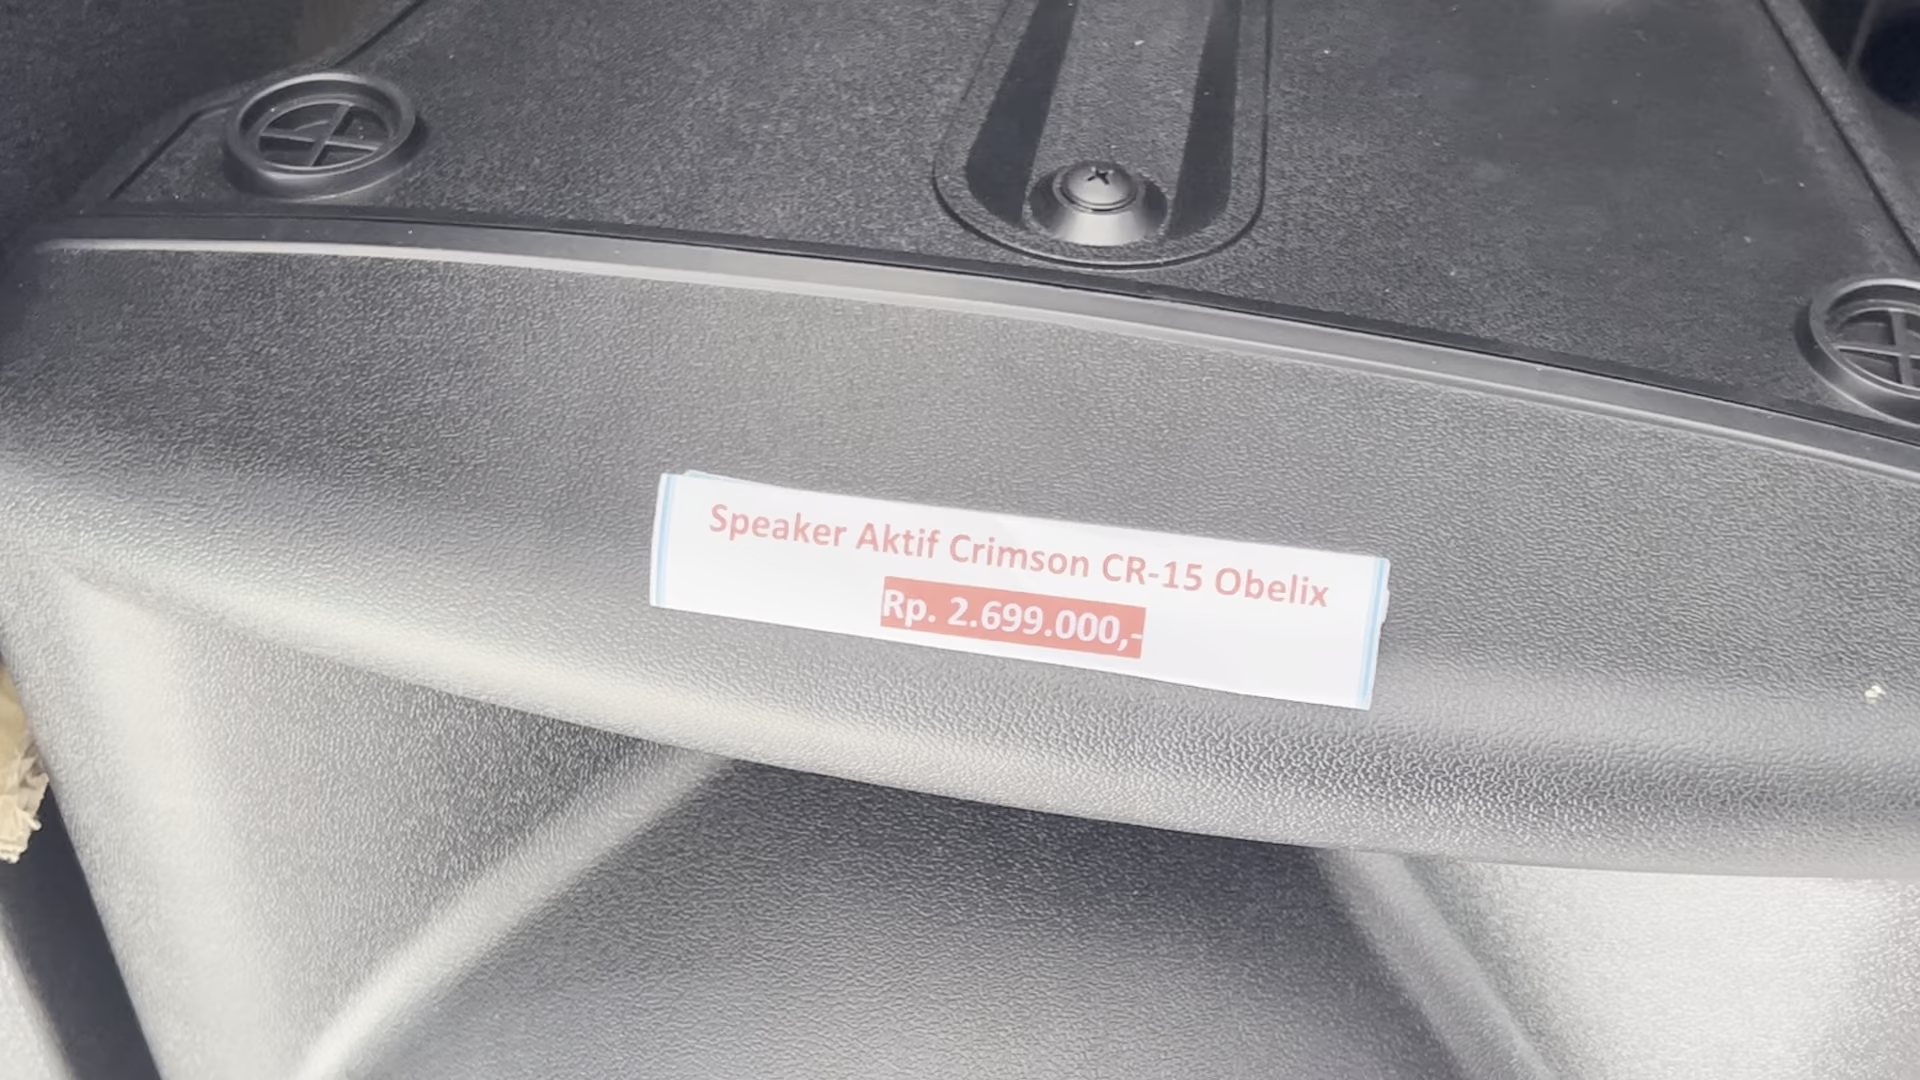 Speaker Aktif Crimson CR-15 Obelix
Rp. 2.699.000,-